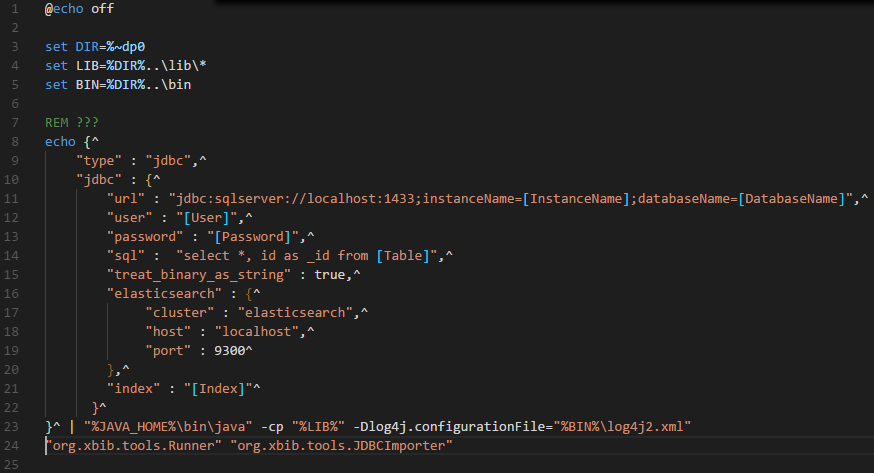 1 @echo off
2
3 set DIR=%~dp0
4 set LIB=%DIR%..\lib\*
5 set BIN=%DIR%..\bin
6
7 REM ???
8 echo {^
9 "type" : "jdbc",^
10 "jdbc" : {^
11 "url" : "jdbc:sqlserver://localhost:1433;instanceName=[InstanceName];databaseName=[DatabaseName]",^
12 "user" : "[User]",^
13 "password" : "[Password]",^
14 "sql" :  "select *, id as _id from [Table]",^
15 "treat_binary_as_string" : true,^
16 "elasticsearch" : {^
17 "cluster" : "elasticsearch",^
18 "host" : "localhost",^
19 "port" : 9300^
20 },^
21 "index" : "[Index]"^
22 }^
23 }^ | "%JAVA_HOME%\bin\java" -cp "%LIB%" -Dlog4j.configurationFile="%BIN%\log4j2.xml"
24 "org.xbib.tools.Runner" "org.xbib.tools.JDBCImporter"
25